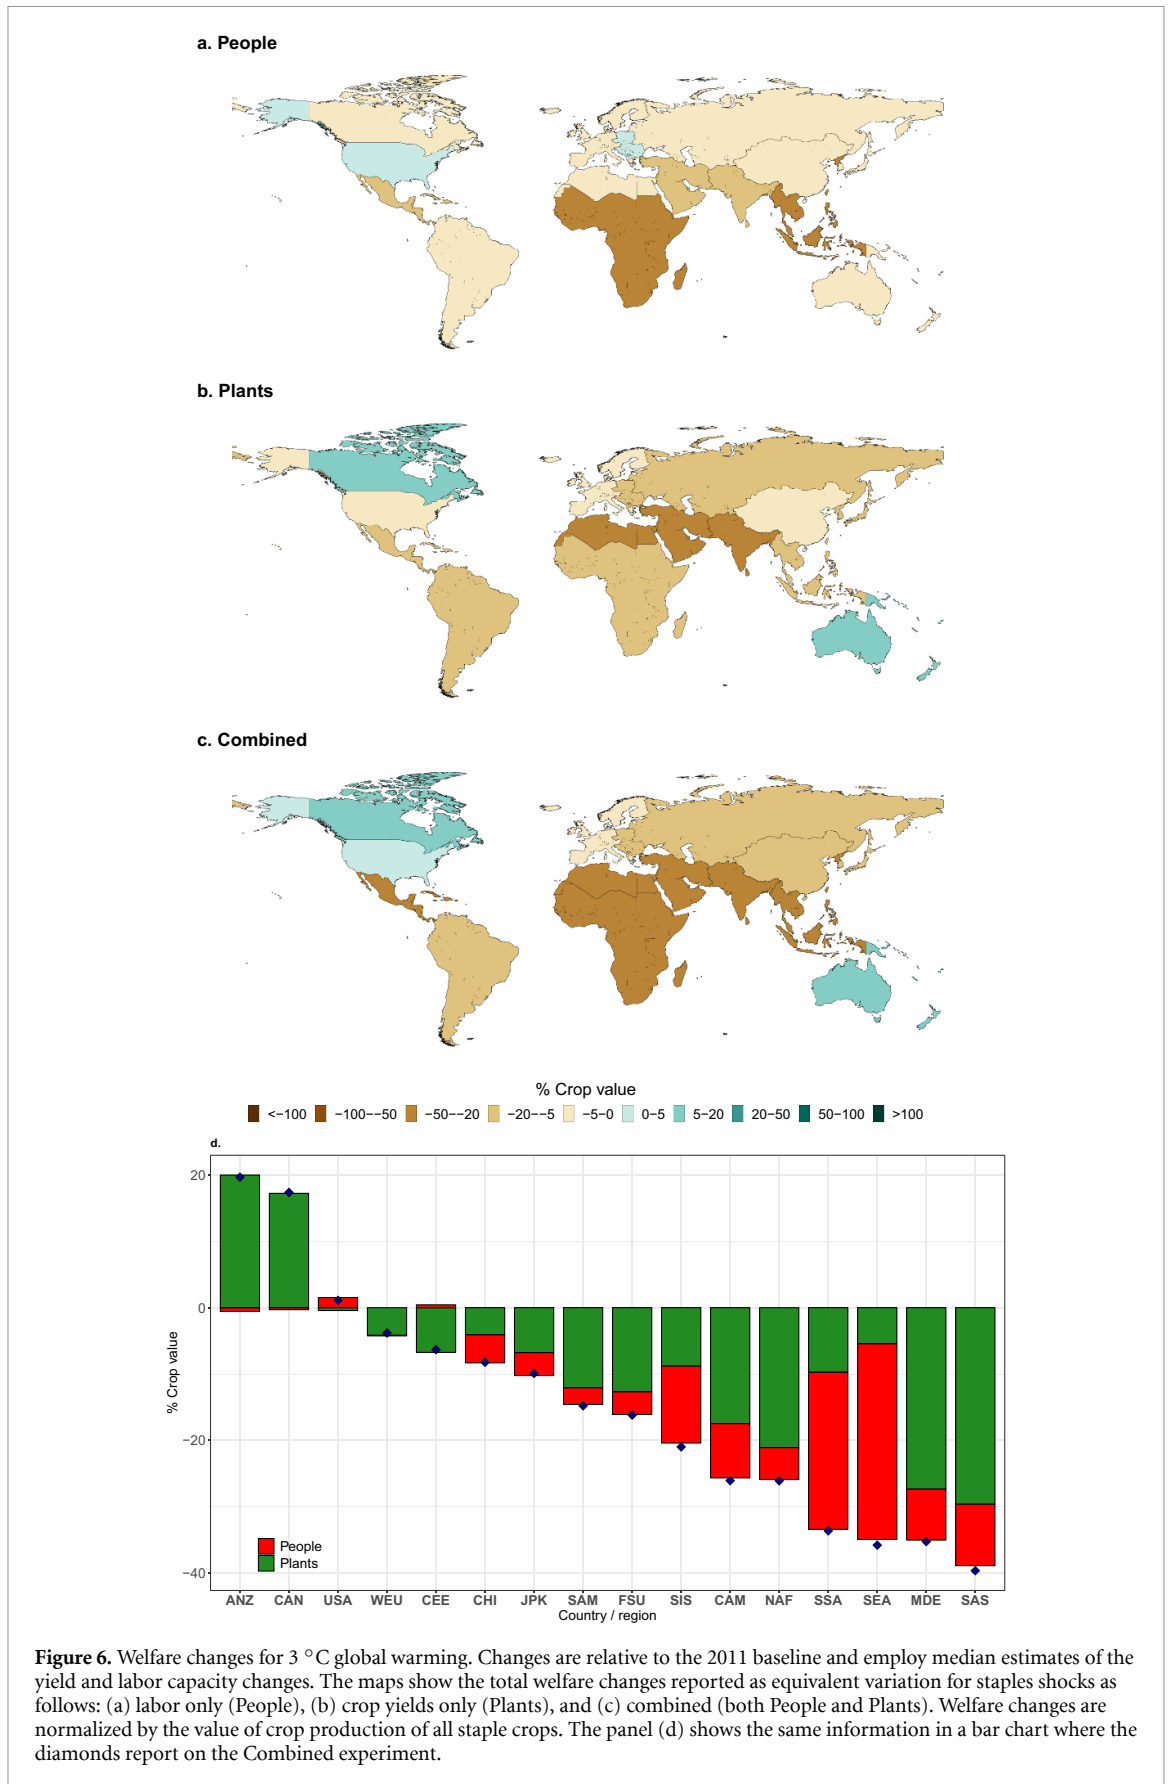 a. People
b. Plants
c. Combined
% Crop value
<−100 −100−−50 −50−−20 −20−−5 −5−0 0−5 5−20 20−50 50−100 >100
d.
20
0
−20
−40
% Crop value
People
Plants
ANZ CAN USA WEU CEE CHI JPK SAM FSU SIS CAM NAF SSA SEA MDE SAS
Country / region
Figure 6. Welfare changes for 3 °C global warming. Changes are relative to the 2011 baseline and employ median estimates of the
yield and labor capacity changes. The maps show the total welfare changes reported as equivalent variation for staples shocks as
follows: (a) labor only (People), (b) crop yields only (Plants), and (c) combined (both People and Plants). Welfare changes are
normalized by the value of crop production of all staple crops. The panel (d) shows the same information in a bar chart where the
diamonds report on the Combined experiment.